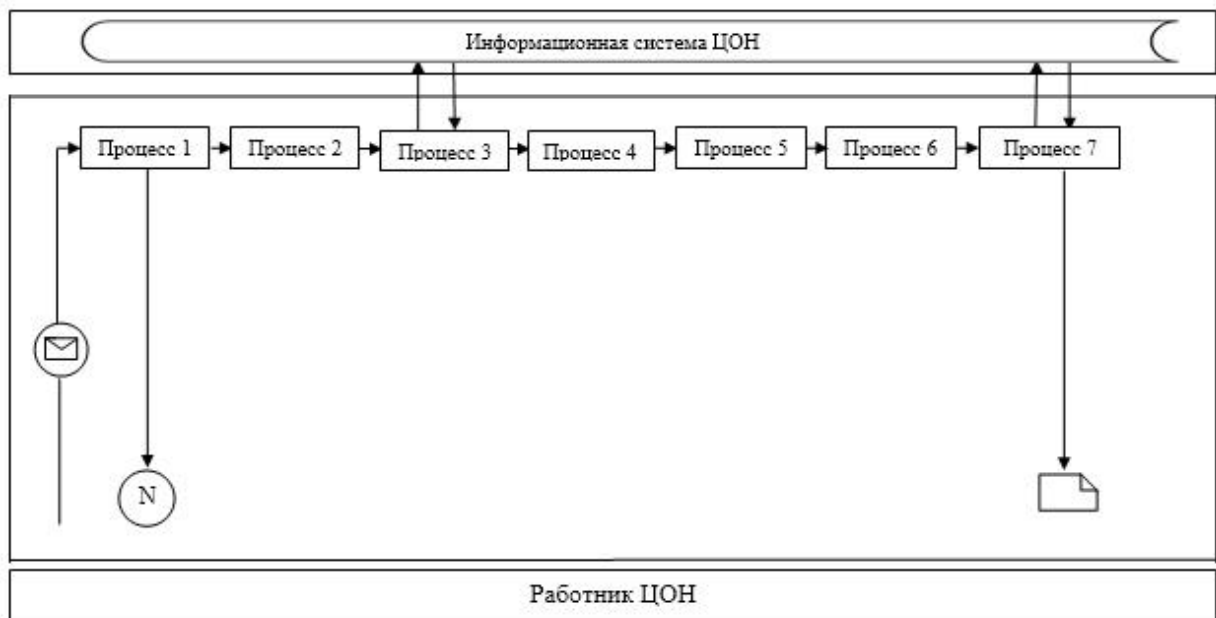 Информационная система ЦОН
Процесс 1
Процесс 2
Процесс 3
Процесс 4
Процесс 5
Процесс 6
Процесс 7
N
Работник ЦОН